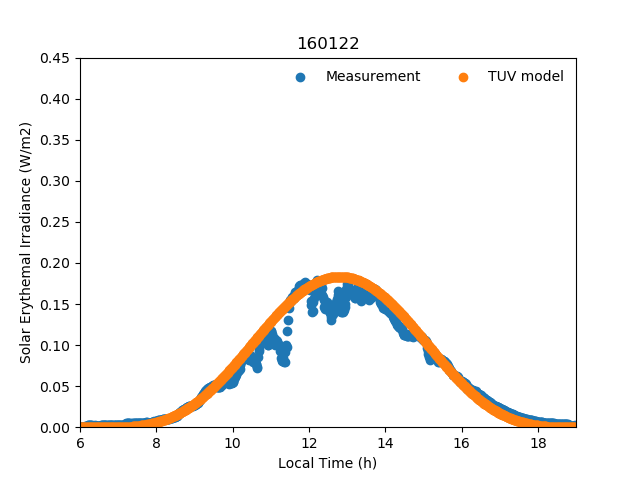 160122
Measurement
TUV model
Solar Erythemal Irradiance (W/m2)
0.45
0.40
0.35
0.30
0.25
0.20
0.15
0.10
0.05
0.00
6 8 10 12 14 16 18
Local Time (h)